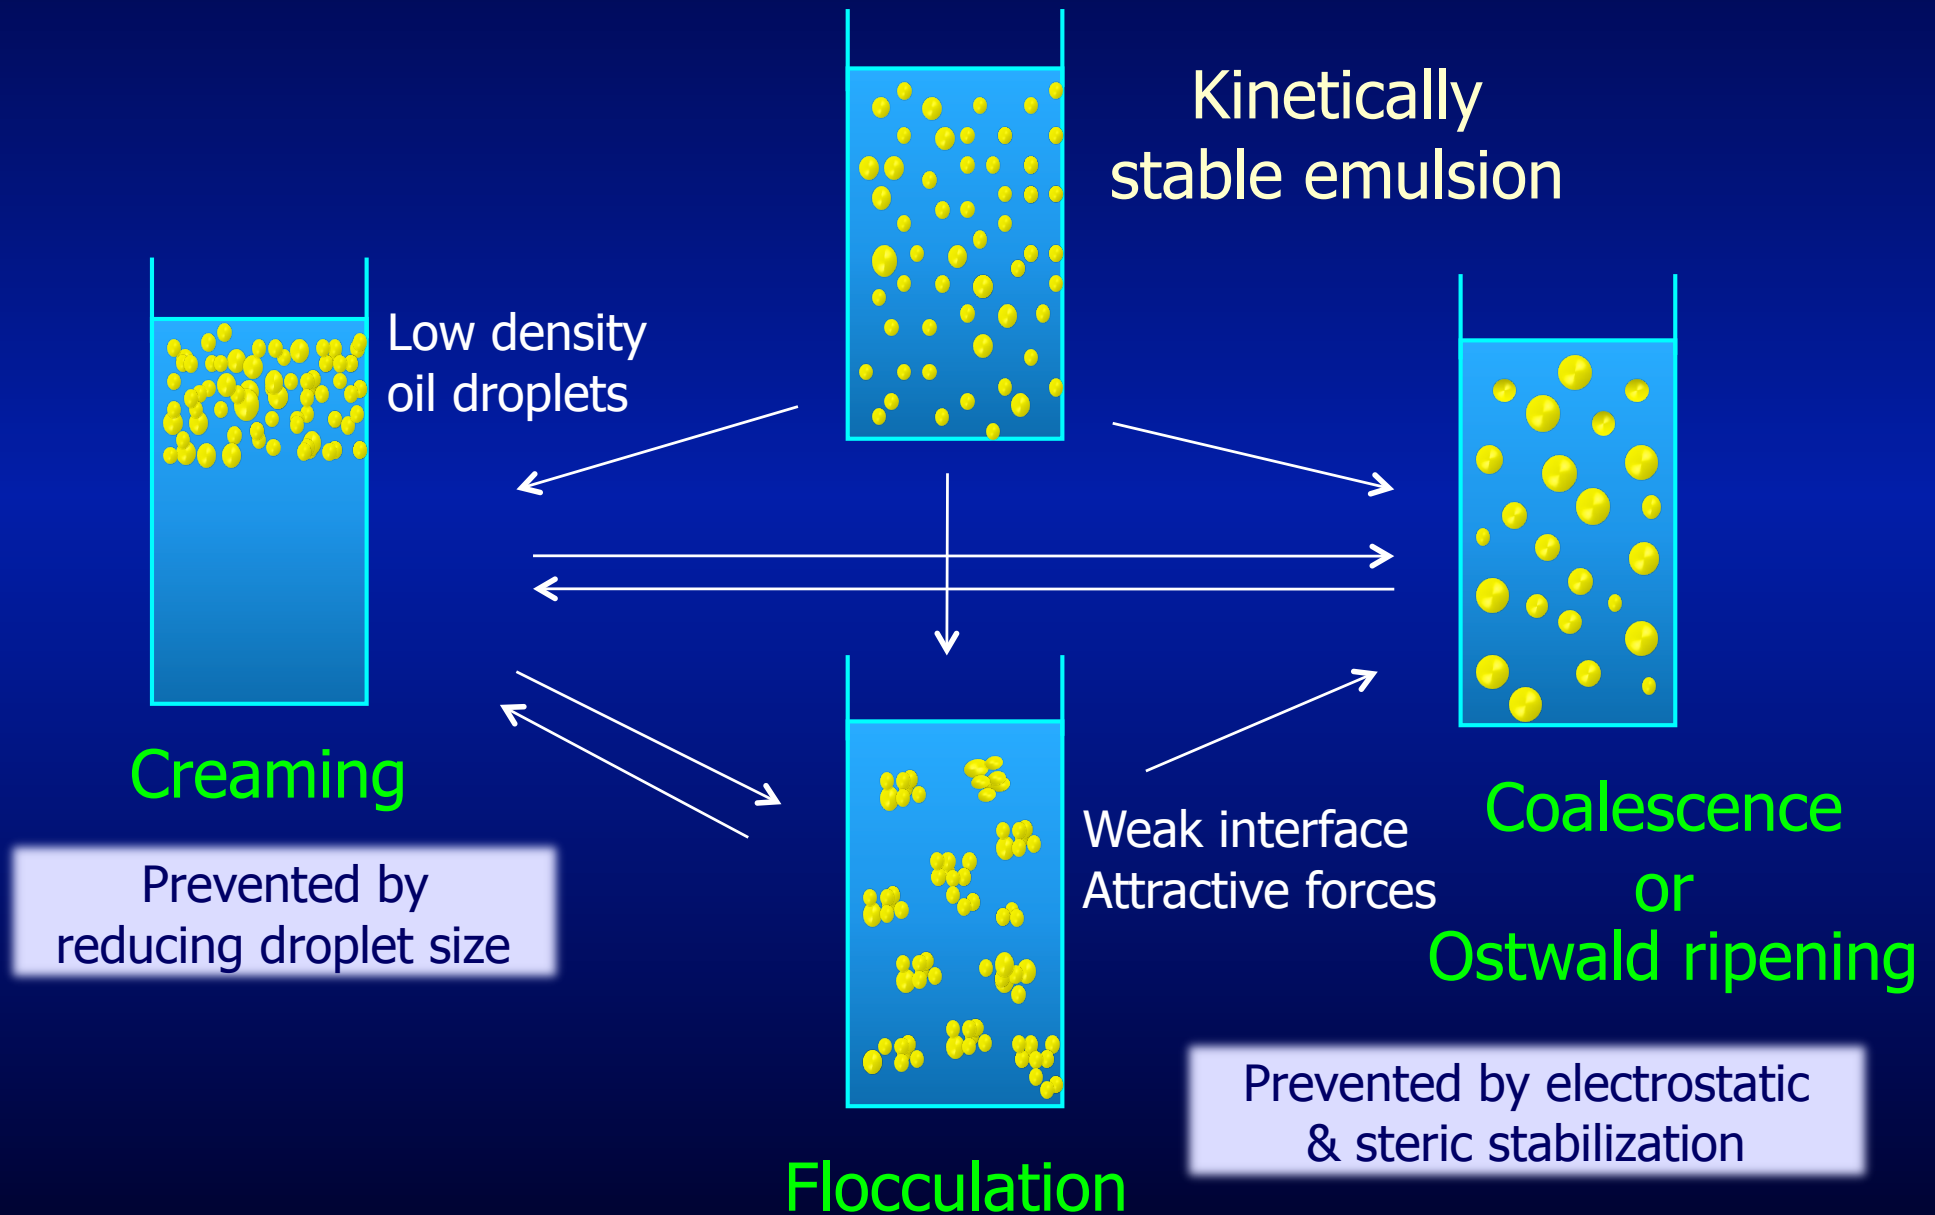 Kinetically
stable emulsion
Low density
oil droplets
Creaming
Prevented by
reducing droplet size
Weak interface
Attractive forces
Coalescence
or
Ostwald ripening
Prevented by electrostatic
& steric stabilization
Flocculation